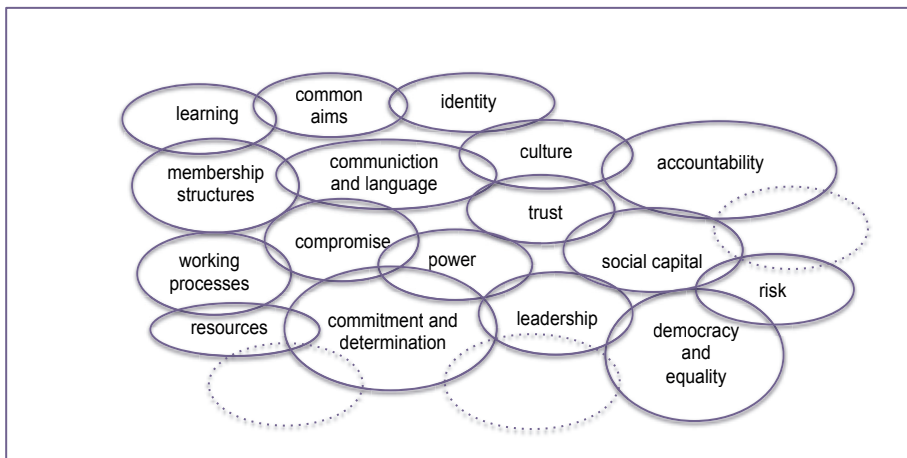 learning
common
aims
identity
culture
accountability
membership
structures
communiction
and language
trust
compromise
power
social capital
working
processes
risk
resources
commitment and
determination
leadership
democracy
and
equality